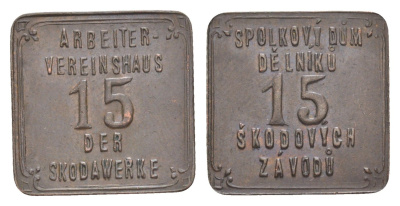 ARBEITER-
VEREINSHAUS
15
DER
SKODAWERKE
SPOLKOVÝ DŮM
DĚLNÍKŮ
15
ŠKODOVÝCH
ZÁVODŮ